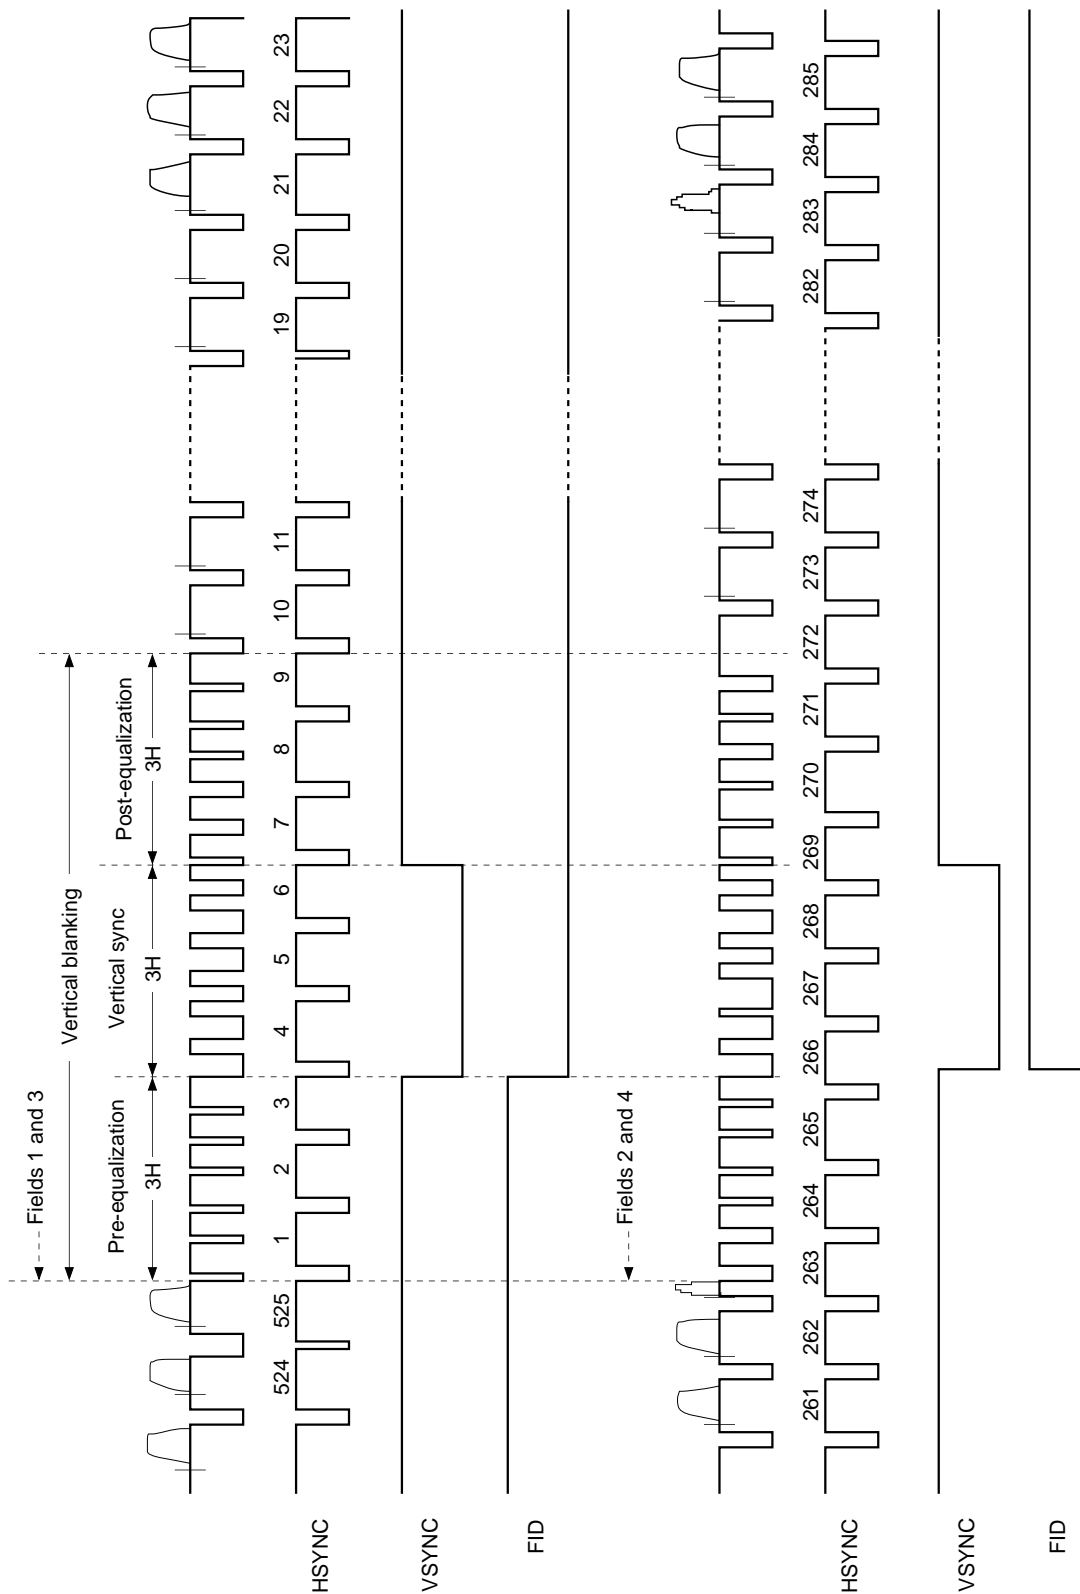 Fields 1 and 3
Vertical blanking
Pre-equalization
Vertical sync
Post-equalization
3H
3H
3H
HSYNC
524
525
1
2
3
4
5
6
7
8
9
10
11
19
20
21
22
23
VSYNC
FID
Fields 2 and 4
HSYNC
261
262
263
264
265
266
267
268
269
270
271
272
273
274
282
283
284
285
VSYNC
FID